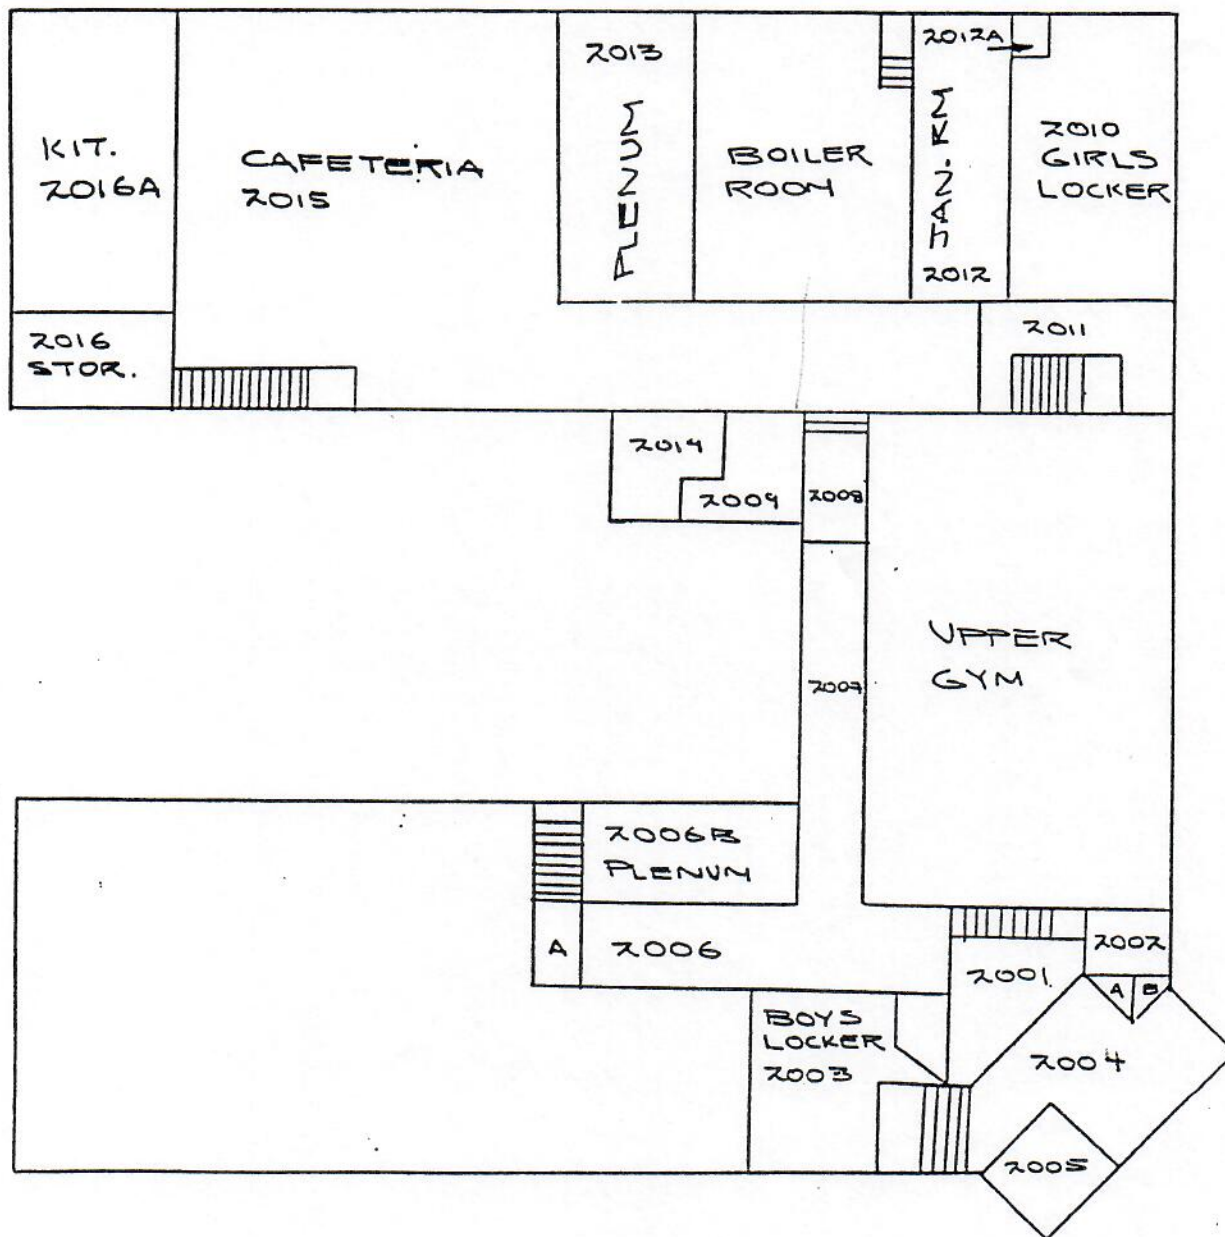 KIT.
2016A
CAFETERIA
2015
2013
PLENUM
BOILER
ROOM
2012A
JAN. RM
2012
2010
GIRLS
LOCKER
2016
STOR.
2011
2014
2009
2008
UPPER
GYM
2007
2006B
PLENUM
A
2006
2002
2001
A B
BOYS
LOCKER
2003
2004
2005